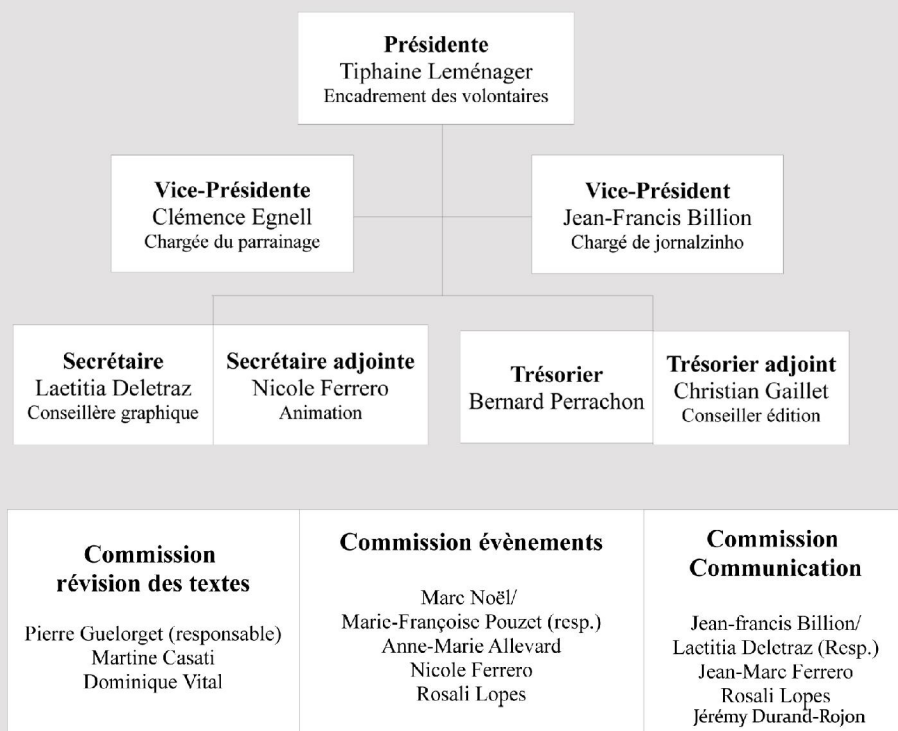 Présidente
Tiphaine Leménager
Encadrement des volontaires
Vice-Présidente
Clémence Egnell
Chargée du parrainage
Vice-Président
Jean-Francis Billion
Chargé de jornalzinho
Secrétaire
Laetitia Deletraz
Conseillère graphique
Secrétaire adjointe
Nicole Ferrero
Animation
Trésorier
Bernard Perrachon
Trésorier adjoint
Christian Gaillet
Conseiller édition
Commission
révision des textes
Pierre Guelorget (responsable)
Martine Casati
Dominique Vital
Commission évènements
Marc Noël/
Marie-Françoise Pouzet (resp.)
Anne-Marie Allevard
Nicole Ferrero
Rosali Lopes
Commission
Communication
Jean-francis Billion/
Laetitia Deletraz (Resp.)
Jean-Marc Ferrero
Rosali Lopes
Jérémy Durand-Rojon